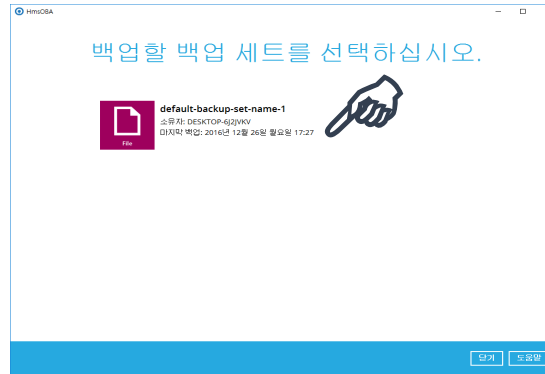 HmsOBA
백업할 백업 세트를 선택하십시오.
default-backup-set-name-1
소유자: DESKTOP-6J2JVKV
마지막 백업: 2016년 12월 26일 월요일 17:27
File
닫기
도움말